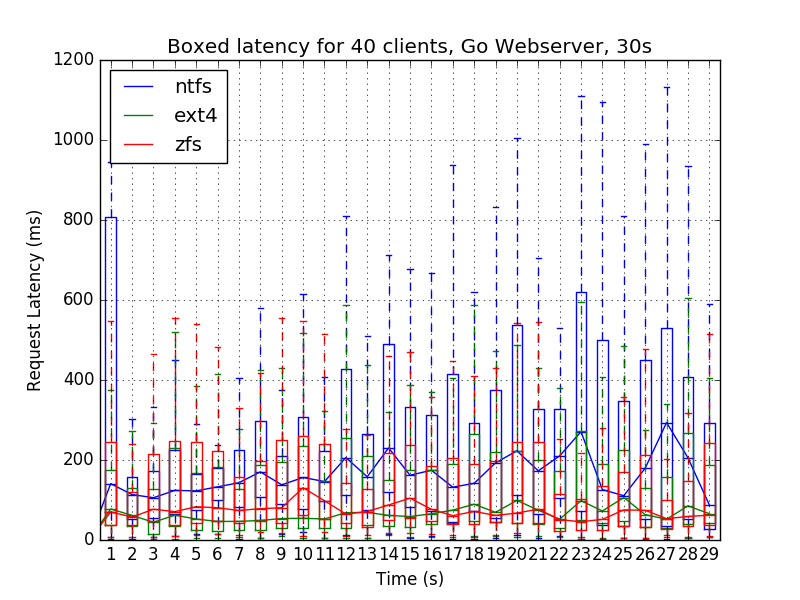 Boxed latency for 40 clients, Go Webserver, 30s
1200
1000
800
600
400
200
0
Request Latency (ms)
ntfs
ext4
zfs
1 2 3 4 5 6 7 8 9 10 11 12 13 14 15 16 17 18 19 20 21 22 23 24 25 26 27 28 29
Time (s)